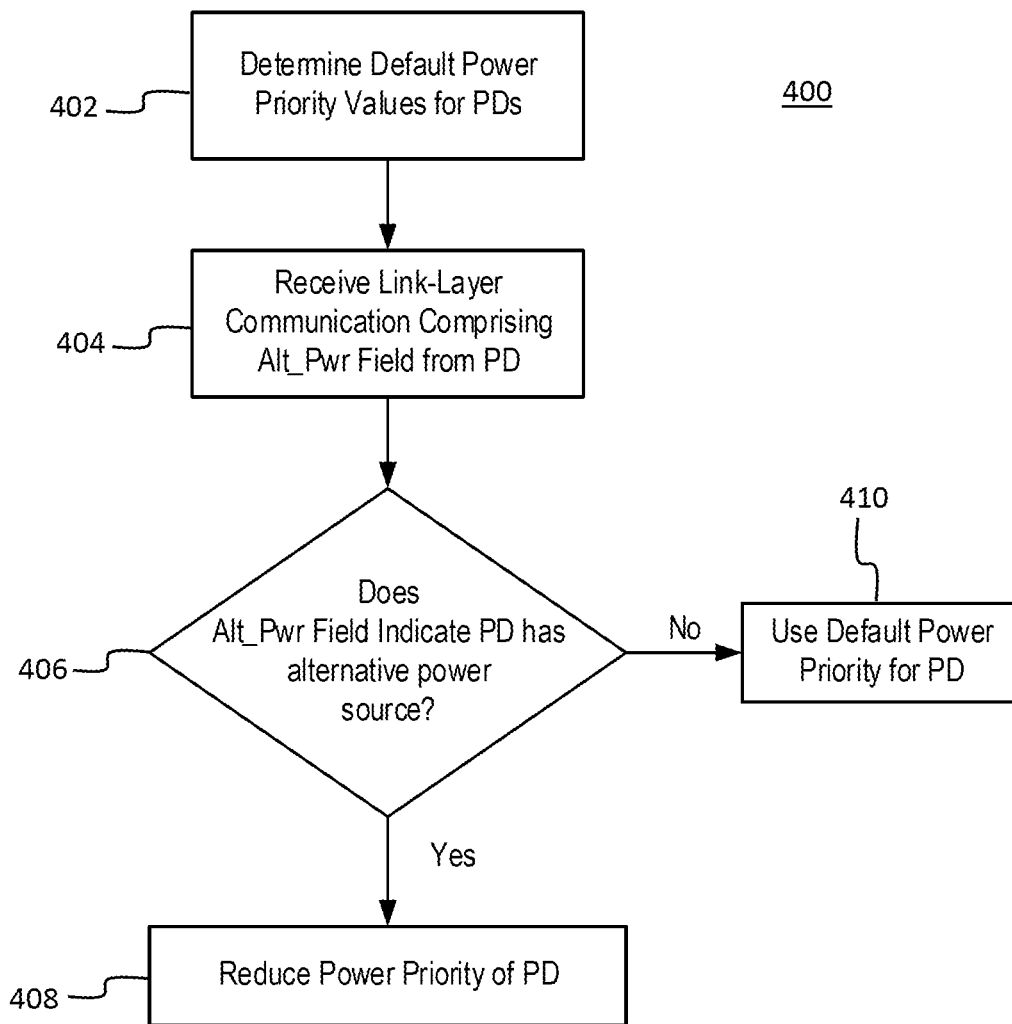 Determine Default Power
Priority Values for PDs
402
400
Receive Link-Layer
Communication Comprising
Alt_Pwr Field from PD
404
410
Does
Alt_Pwr Field Indicate PD has
alternative power
source?
406
No
Use Default Power
Priority for PD
Yes
Reduce Power Priority of PD
408